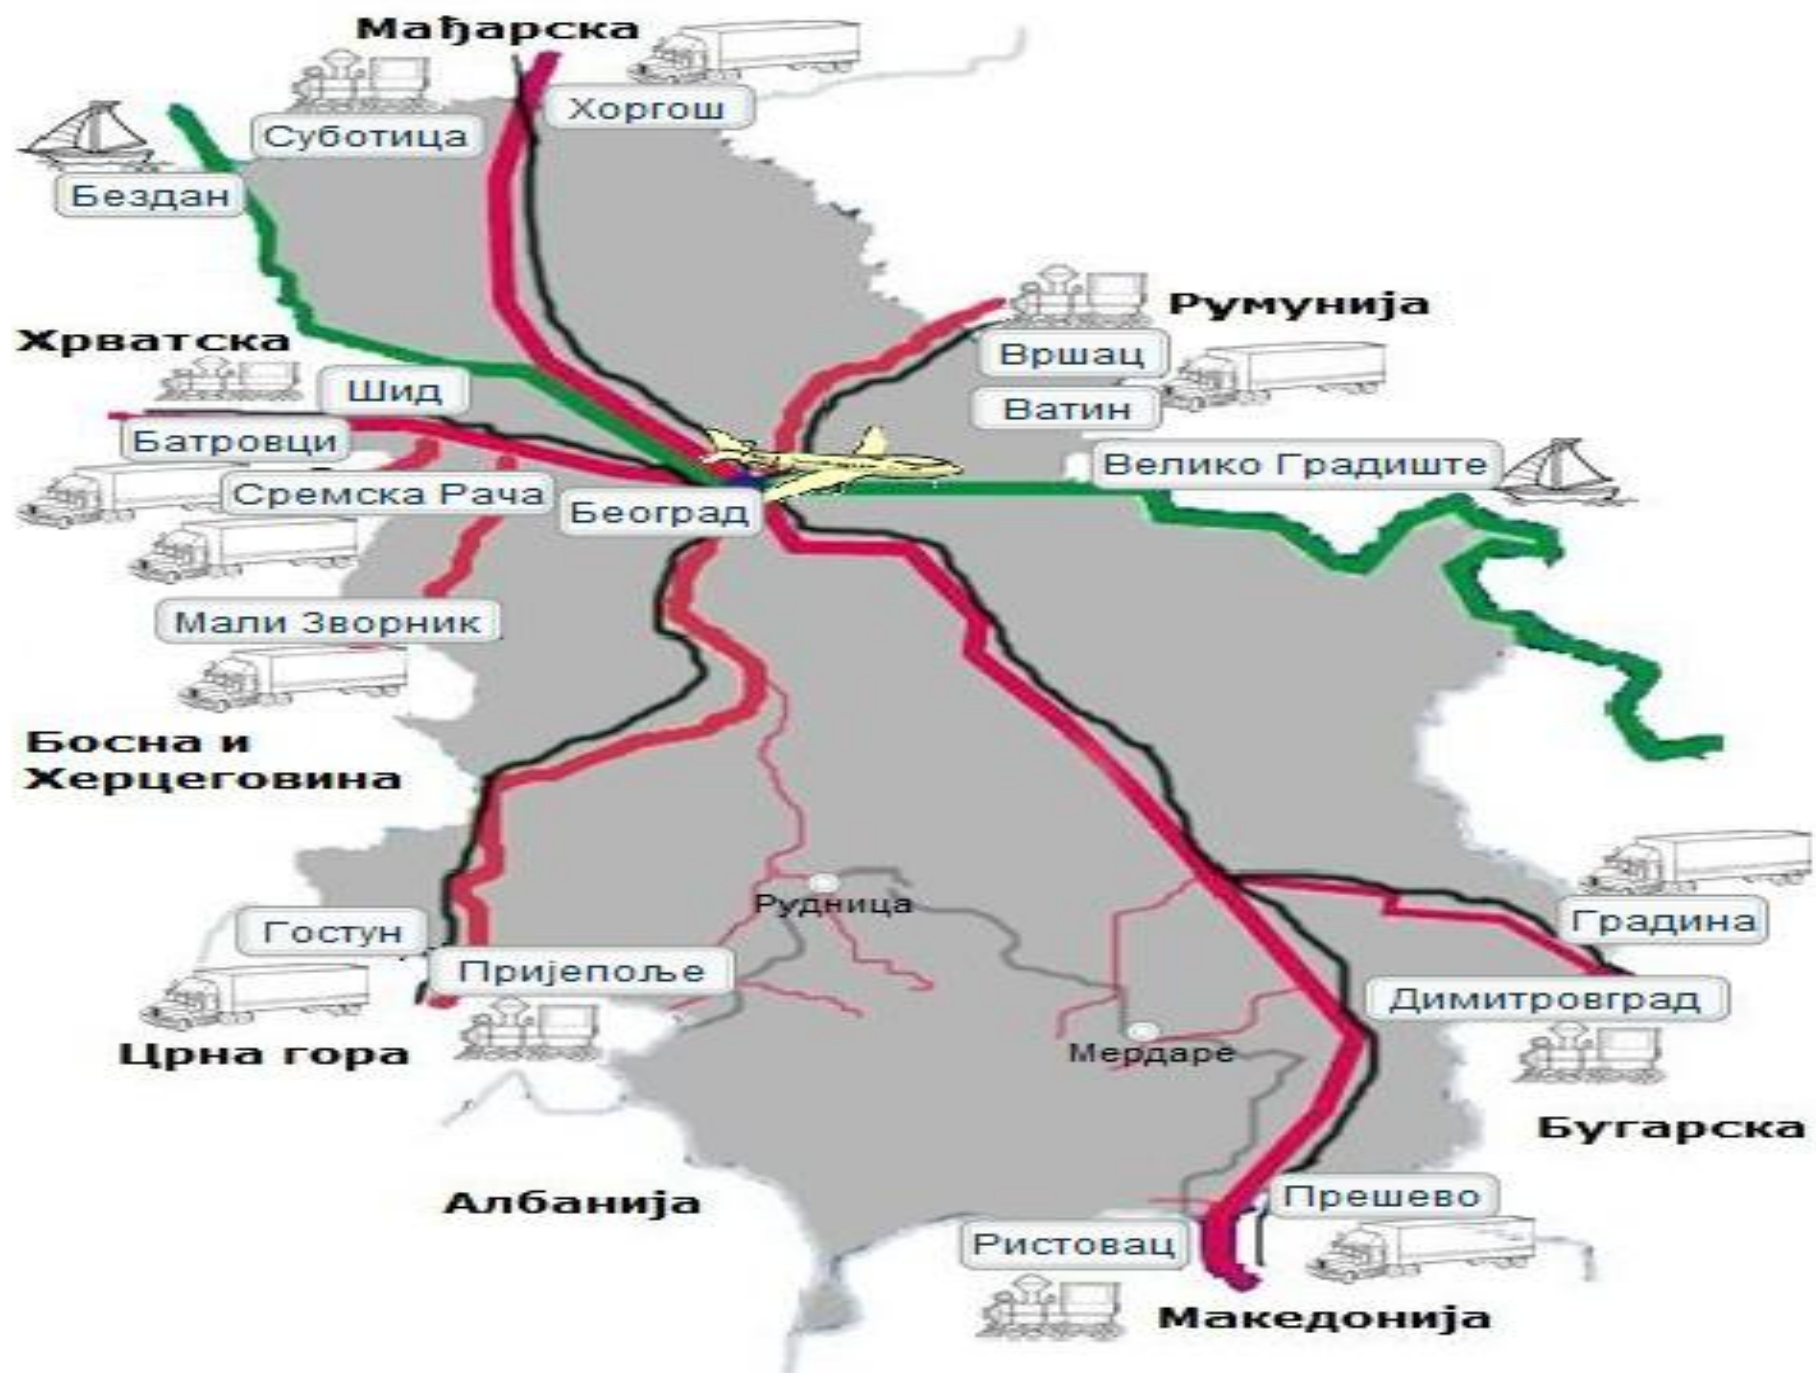 Мађарска
Хоргош
Суботица
Бездан
Румунија
Хрватска
Вршац
Шид
Ватин
Батровци
Велико Градиште
Сремска Рача
Београд
Мали Зворник
Босна и
Херцеговина
Рудница
Градина
Гостун
Пријепоље
Димитровград
Мердаре
Црна гора
Бугарска
Албанија
Прешево
Ристовац
Македонија